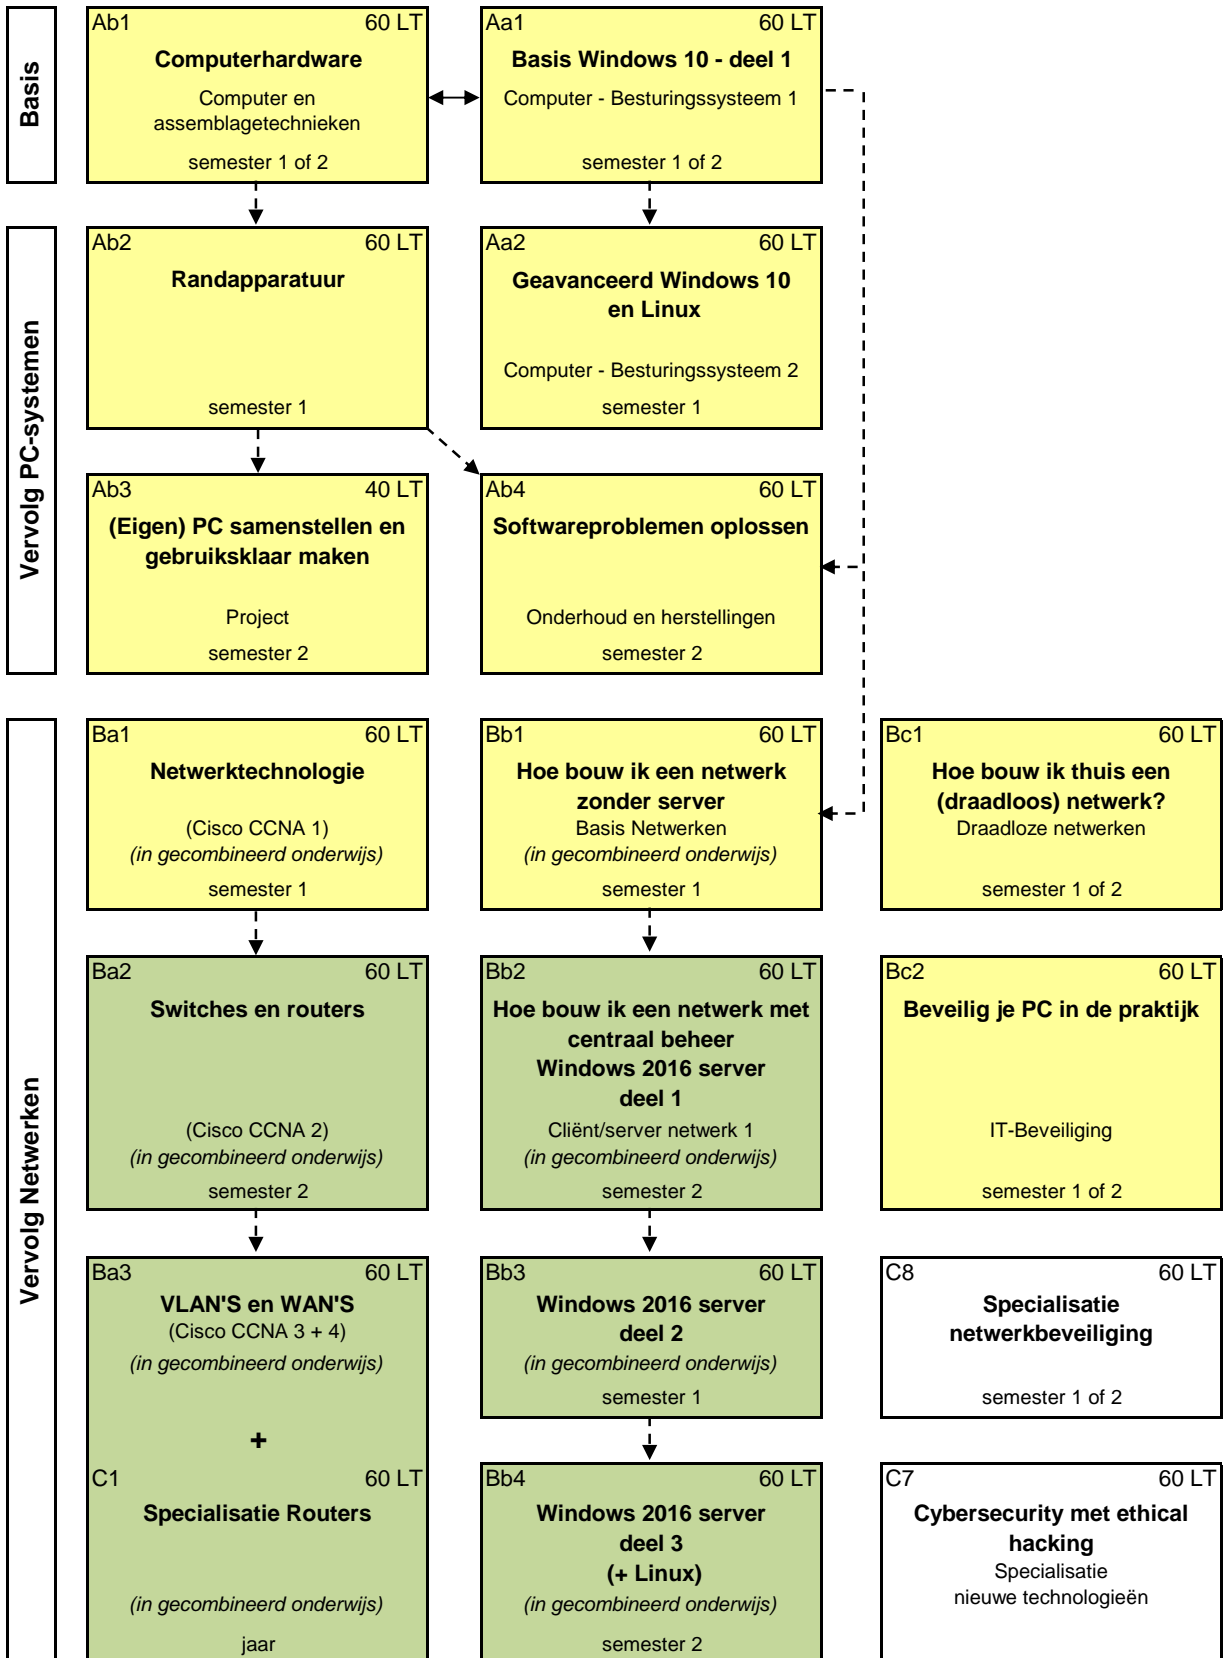 Basis
Ab1 60 LT
Computerhardware
Computer en
assemblagetechnieken
semester 1 of 2
Aa1 60 LT
Basis Windows 10 - deel 1
Computer - Besturingssysteem 1
semester 1 of 2
Vervolg PC-systemen
Ab2 60 LT
Randapparatuur
semester 1
Aa2 60 LT
Geavanceerd Windows 10
en Linux
Computer - Besturingssysteem 2
semester 1
Ab3 40 LT
(Eigen) PC samenstellen en
gebruiksklaar maken
Project
semester 2
Ab4 60 LT
Softwareproblemen oplossen
Onderhoud en herstellingen
semester 2
Vervolg Netwerken
Ba1 60 LT
Netwerktechnologie
(Cisco CCNA 1)
(in gecombineerd onderwijs)
semester 1
Bb1 60 LT
Hoe bouw ik een netwerk
zonder server
Basis Netwerken
(in gecombineerd onderwijs)
semester 1
Bc1 60 LT
Hoe bouw ik thuis een
(draadloos) netwerk?
Draadloze netwerken
semester 1 of 2
Ba2 60 LT
Switches en routers
(Cisco CCNA 2)
(in gecombineerd onderwijs)
semester 2
Bb2 60 LT
Hoe bouw ik een netwerk met
centraal beheer
Windows 2016 server
deel 1
Cliënt/server netwerk 1
(in gecombineerd onderwijs)
semester 2
Bc2 60 LT
Beveilig je PC in de praktijk
IT-Beveiliging
semester 1 of 2
Ba3 60 LT
VLAN'S en WAN'S
(Cisco CCNA 3 + 4)
(in gecombineerd onderwijs)
+
C1 60 LT
Specialisatie Routers
(in gecombineerd onderwijs)
jaar
Bb3 60 LT
Windows 2016 server
deel 2
(in gecombineerd onderwijs)
semester 1
C8 60 LT
Specialisatie
netwerkbeveiliging
semester 1 of 2
Bb4 60 LT
Windows 2016 server
deel 3
(+ Linux)
(in gecombineerd onderwijs)
semester 2
C7 60 LT
Cybersecurity met ethical
hacking
Specialisatie
nieuwe technologieën